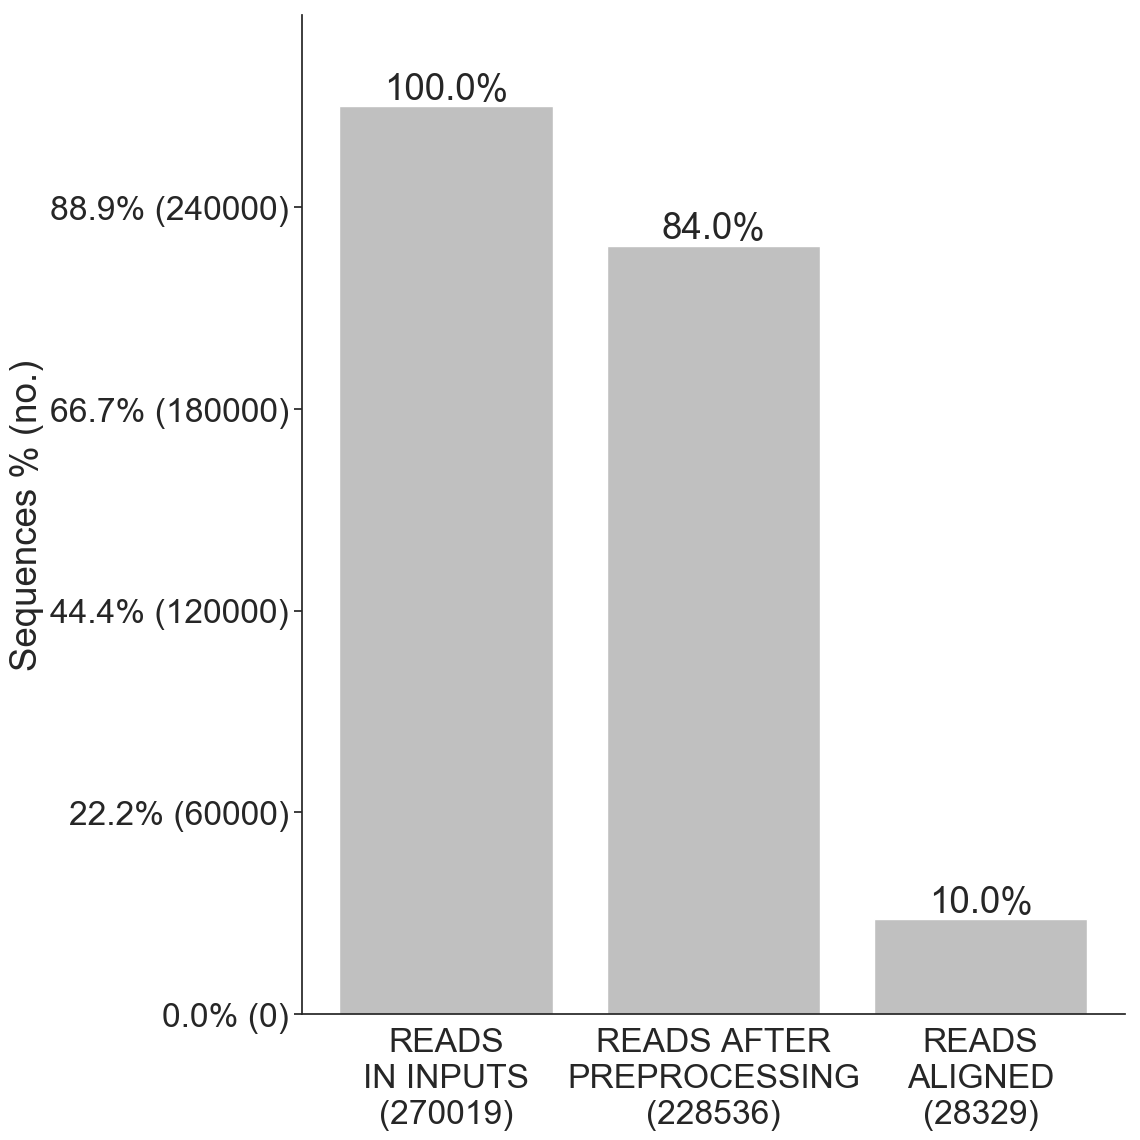 100.0%
88.9% (240000)
84.0%
66.7% (180000)
Sequences % (no.)
44.4% (120000)
22.2% (60000)
10.0%
0.0% (0)
READS
IN INPUTS
(270019)
READS AFTER
PREPROCESSING
(228536)
READS
ALIGNED
(28329)